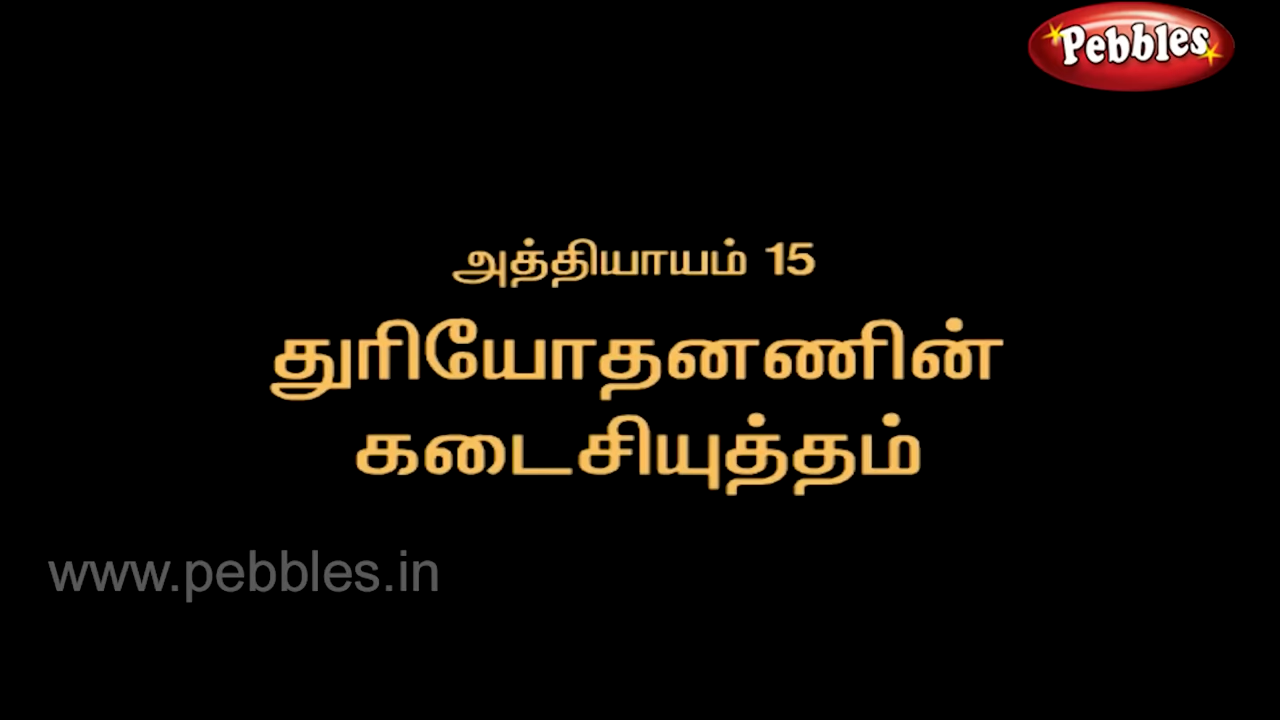 Pebbles
அத்தியாயம் 15
துரியோதனணின்
கடைசியுத்தம்
www.pebbles.in